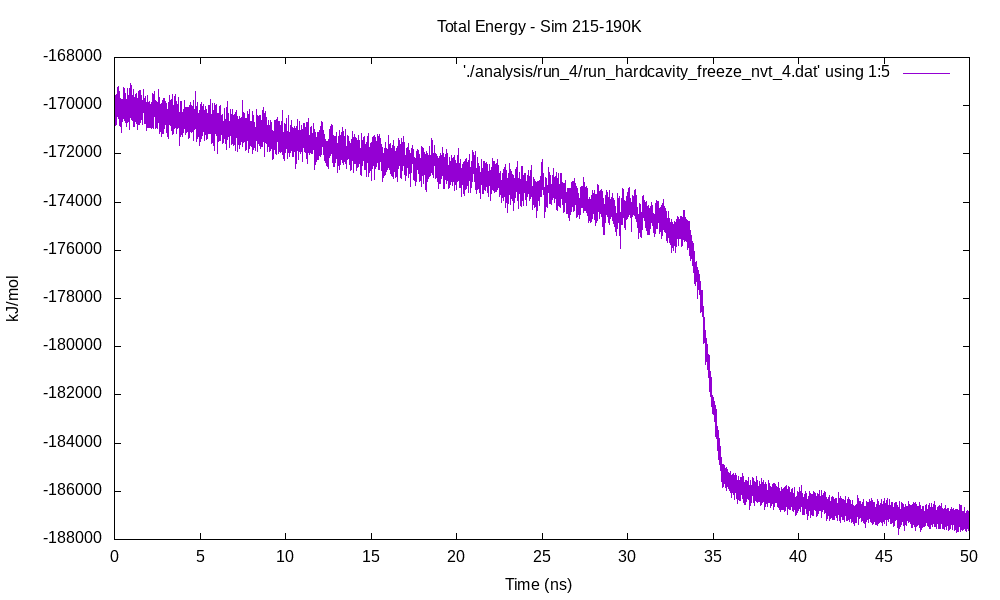 Total Energy - Sim 215-190K
'./analysis/run_4/run_hardcavity_freeze_nvt_4.dat' using 1:5
-168000
-170000
-172000
-174000
-176000
-178000
-180000
-182000
-184000
-186000
-188000
kJ/mol
0 5 10 15 20 25 30 35 40 45 50
Time (ns)